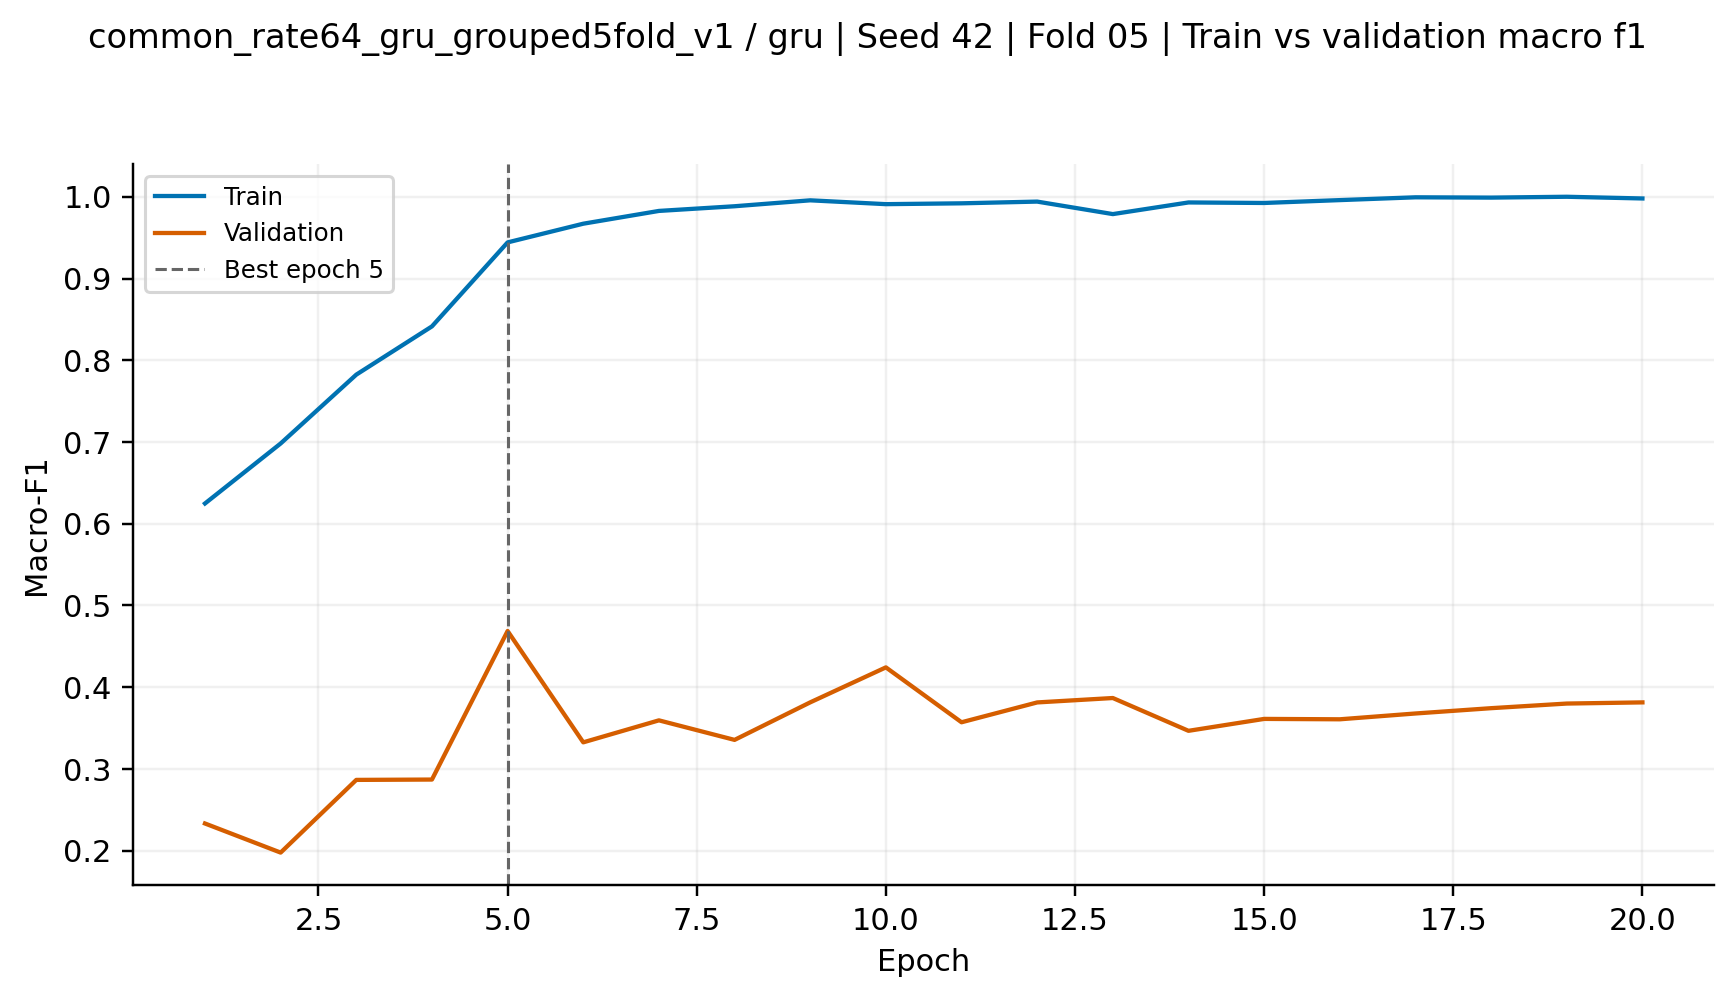 common_rate64_gru_grouped5fold_v1 / gru | Seed 42 | Fold 05 | Train vs validation macro f1
Train
Validation
Best epoch 5
Macro-F1
1.0
0.9
0.8
0.7
0.6
0.5
0.4
0.3
0.2
2.5 5.0 7.5 10.0 12.5 15.0 17.5 20.0
Epoch